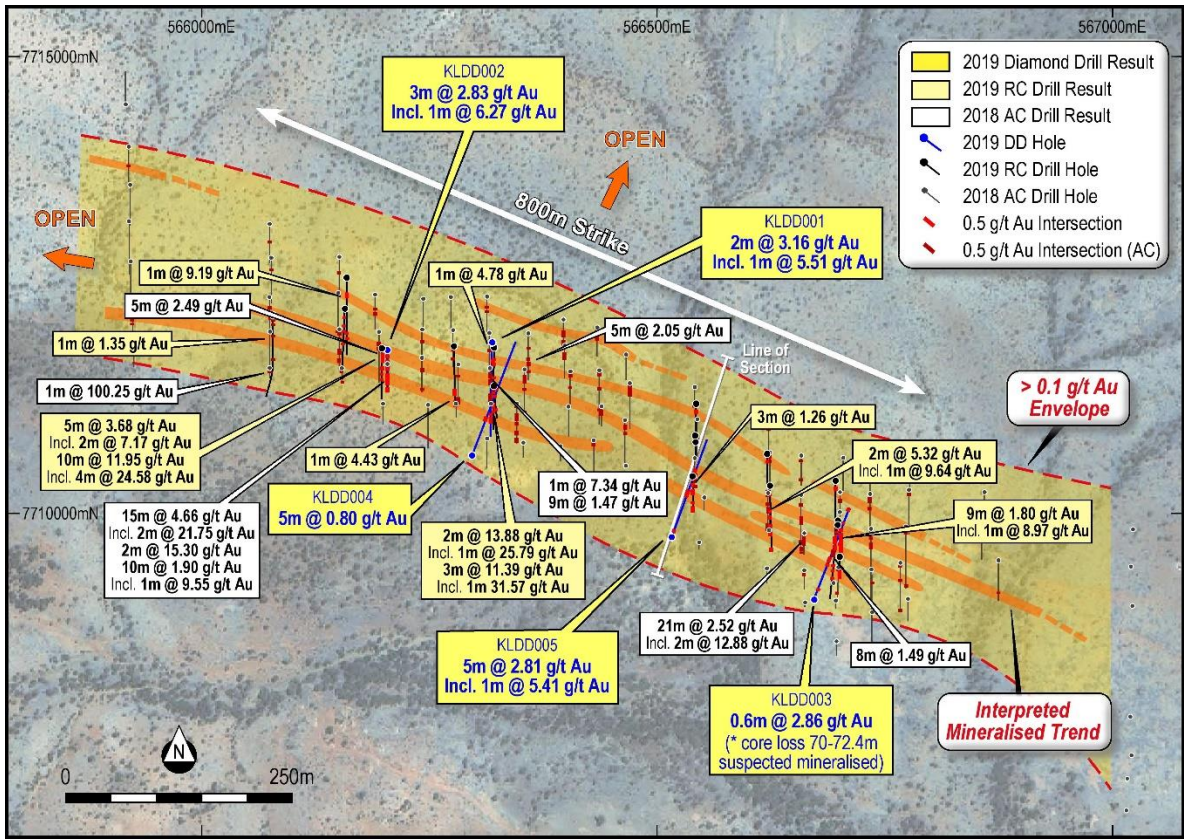 566000mE
566500mE
567000mE
7715000mN
7710000mN
2019 Diamond Drill Result
2019 RC Drill Result
2018 AC Drill Result
2019 DD Hole
2019 RC Drill Hole
2018 AC Drill Hole
0.5 g/t Au Intersection
0.5 g/t Au Intersection (AC)
KLDD002
3m @ 2.83 g/t Au
Incl. 1m @ 6.27 g/t Au
OPEN
OPEN
800m Strike
KLDD001
2m @ 3.16 g/t Au
Incl. 1m @ 5.51 g/t Au
1m @ 9.19 g/t Au
1m @ 4.78 g/t Au
5m @ 2.49 g/t Au
5m @ 2.05 g/t Au
1m @ 1.35 g/t Au
Line of
Section
1m @ 100.25 g/t Au
> 0.1 g/t Au
Envelope
5m @ 3.68 g/t Au
Incl. 2m @ 7.17 g/t Au
10m @ 11.95 g/t Au
Incl. 4m @ 24.58 g/t Au
3m @ 1.26 g/t Au
1m @ 4.43 g/t Au
2m @ 5.32 g/t Au
Incl. 1m @ 9.64 g/t Au
1m @ 7.34 g/t Au
9m @ 1.47 g/t Au
KLDD004
5m @ 0.80 g/t Au
15m @ 4.66 g/t Au
Incl. 2m @ 21.75 g/t Au
2m @ 15.30 g/t Au
10m @ 1.90 g/t Au
Incl. 1m @ 9.55 g/t Au
2m @ 13.88 g/t Au
Incl. 1m @ 25.79 g/t Au
3m @ 11.39 g/t Au
Incl. 1m 31.57 g/t Au
9m @ 1.80 g/t Au
Incl. 1m @ 8.97 g/t Au
21m @ 2.52 g/t Au
Incl. 2m @ 12.88 g/t Au
8m @ 1.49 g/t Au
KLDD005
5m @ 2.81 g/t Au
Incl. 1m @ 5.41 g/t Au
KLDD003
0.6m @ 2.86 g/t Au
(* core loss 70-72.4m
suspected mineralised)
Interpreted
Mineralised Trend
N
0
250m